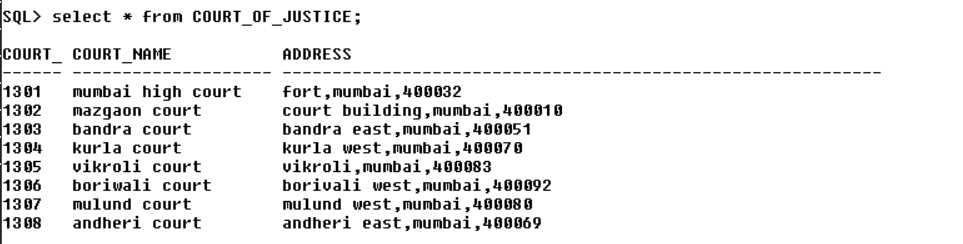 SQL> select * from COURT_OF_JUSTICE;
COURT_ COURT_NAME ADDRESS
------ -------------------- ------------------------------------------------------------
1301 mumbai high court fort,mumbai,400032
1302 mazgaon court court building,mumbai,400010
1303 bandra court bandra east,mumbai,400051
1304 kurla court kurla west,mumbai,400070
1305 vikroli court vikroli,mumbai,400083
1306 boriwali court borivali west,mumbai,400092
1307 mulund court mulund west,mumbai,400080
1308 andheri court andheri east,mumbai,400069